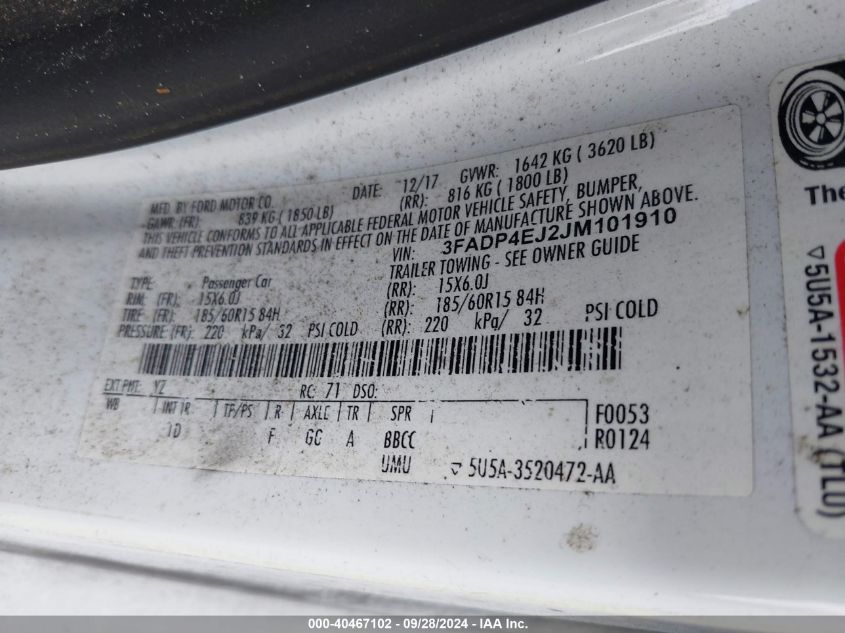 MFD. BY FORD MOTOR CO.
DATE: 12/17 GVWR: 1642 KG ( 3620 LB)
GAWR: (FR): 839 KG ( 1850 LB) (RR): 816 KG ( 1800 LB)
THIS VEHICLE CONFORMS TO ALL APPLICABLE FEDERAL MOTOR VEHICLE SAFETY, BUMPER,
AND THEFT PREVENTION STANDARDS IN EFFECT ON THE DATE OF MANUFACTURE SHOWN ABOVE.
VIN: 3FADP4EJ2JM101910
TYPE: Passenger Car TRAILER TOWING - SEE OWNER GUIDE
RIM: (FR): 15X6.0J (RR): 15X6.0J
TIRE (FR): 185/60R15 84H (RR): 185/60R15 84H
PRESSURE (FR): 220 kPa/ 32 PSI COLD (RR): 220 kPa/ 32 PSI COLD
EXT PNT: YZ RC: 71 DSO:
WB INT TR TP/PS R AXLE TR SPR F0053
F GC A BBCC R0124
UMU 5U5A-3520472-AA
The
5U5A-1532-AA (TLU)
000-40467102 - 09/28/2024 - USA - IAA Inc.